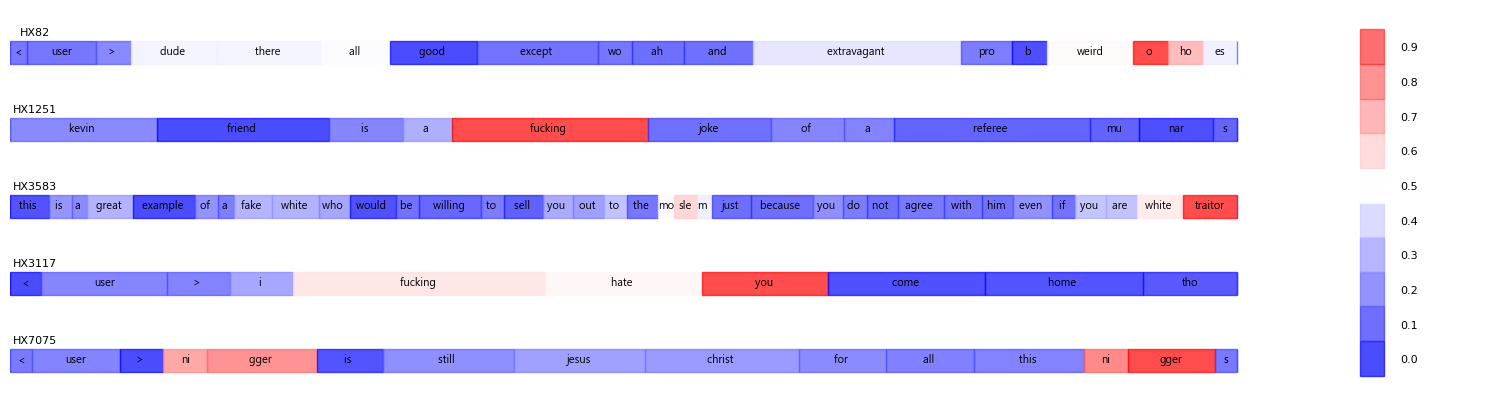 HX82
< user > dude there all good except wo ah and extravagant pro b weird o ho es
HX1251
kevin friend is a fucking joke of a referee mu nar s
HX3583
this is a great example of a fake white who would be willing to sell you out to the mo sle m just because you do not agree with him even if you are white traitor
HX3117
< user > i fucking hate you come home tho
HX7075
< user > ni gger is still jesus christ for all this ni gger s
0.9
0.8
0.7
0.6
0.5
0.4
0.3
0.2
0.1
0.0